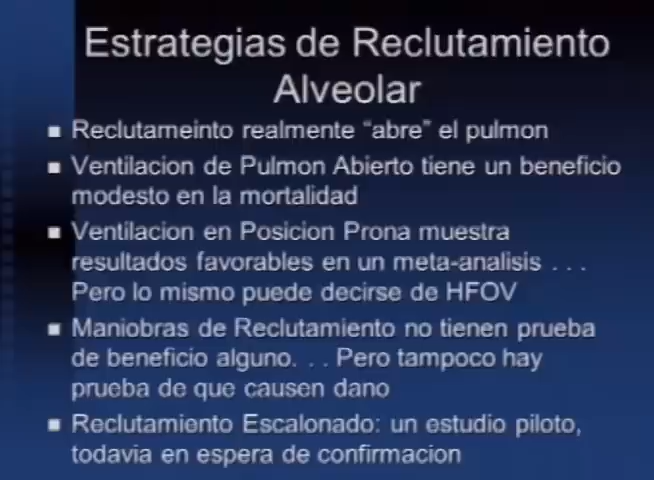 Estrategias de Reclutamiento
Alveolar
Reclutameinto realmente “abre” el pulmon
Ventilacion de Pulmon Abierto tiene un beneficio
modesto en la mortalidad
Ventilacion en Posicion Prona muestra
resultados favorables en un meta-analisis . . .
Pero lo mismo puede decirse de HFOV
Maniobras de Reclutamiento no tienen prueba
de beneficio alguno. . . Pero tampoco hay
prueba de que causen dano
Reclutamiento Escalonado: un estudio piloto,
todavia en espera de confirmacion